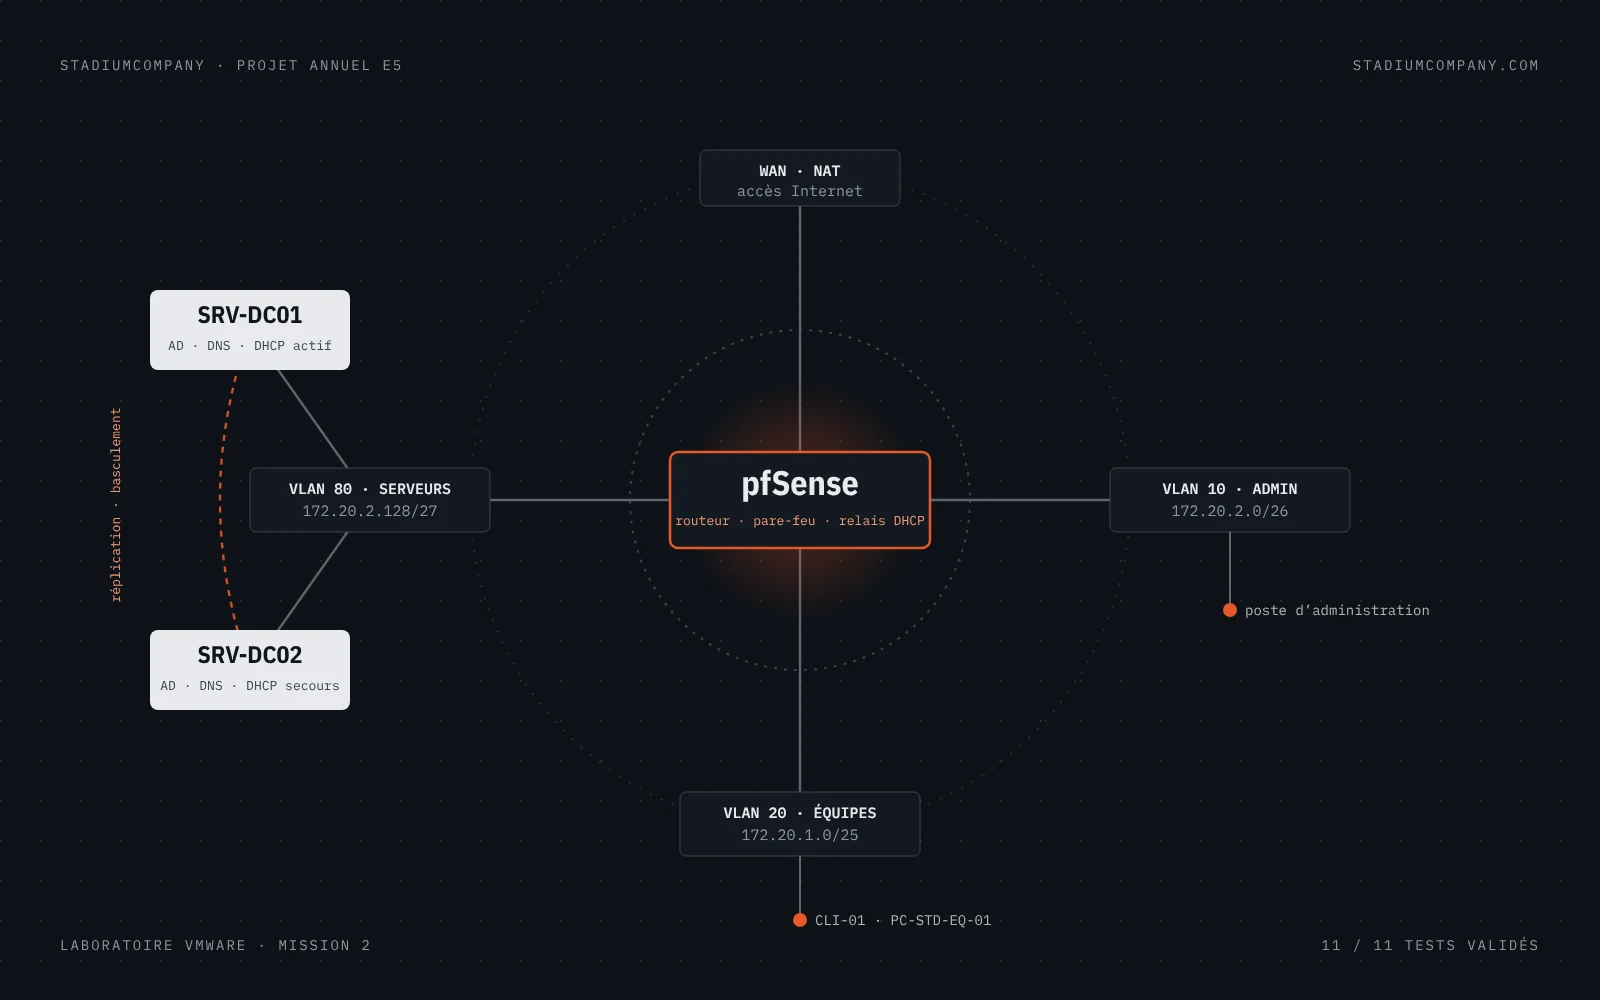 STADIUMCOMPANY · PROJET ANNUEL E5
STADIUMCOMPANY.COM
WAN · NAT
accès Internet
SRV-DC01
AD · DNS · DHCP actif
réplication · basculement
VLAN 80 · SERVEURS
172.20.2.128/27
pfSense
routeur · pare-feu · relais DHCP
VLAN 10 · ADMIN
172.20.2.0/26
poste d’administration
SRV-DC02
AD · DNS · DHCP secours
VLAN 20 · ÉQUIPES
172.20.1.0/25
CLI-01 · PC-STD-EQ-01
LABORATOIRE VMWARE · MISSION 2
11 / 11 TESTS VALIDÉS